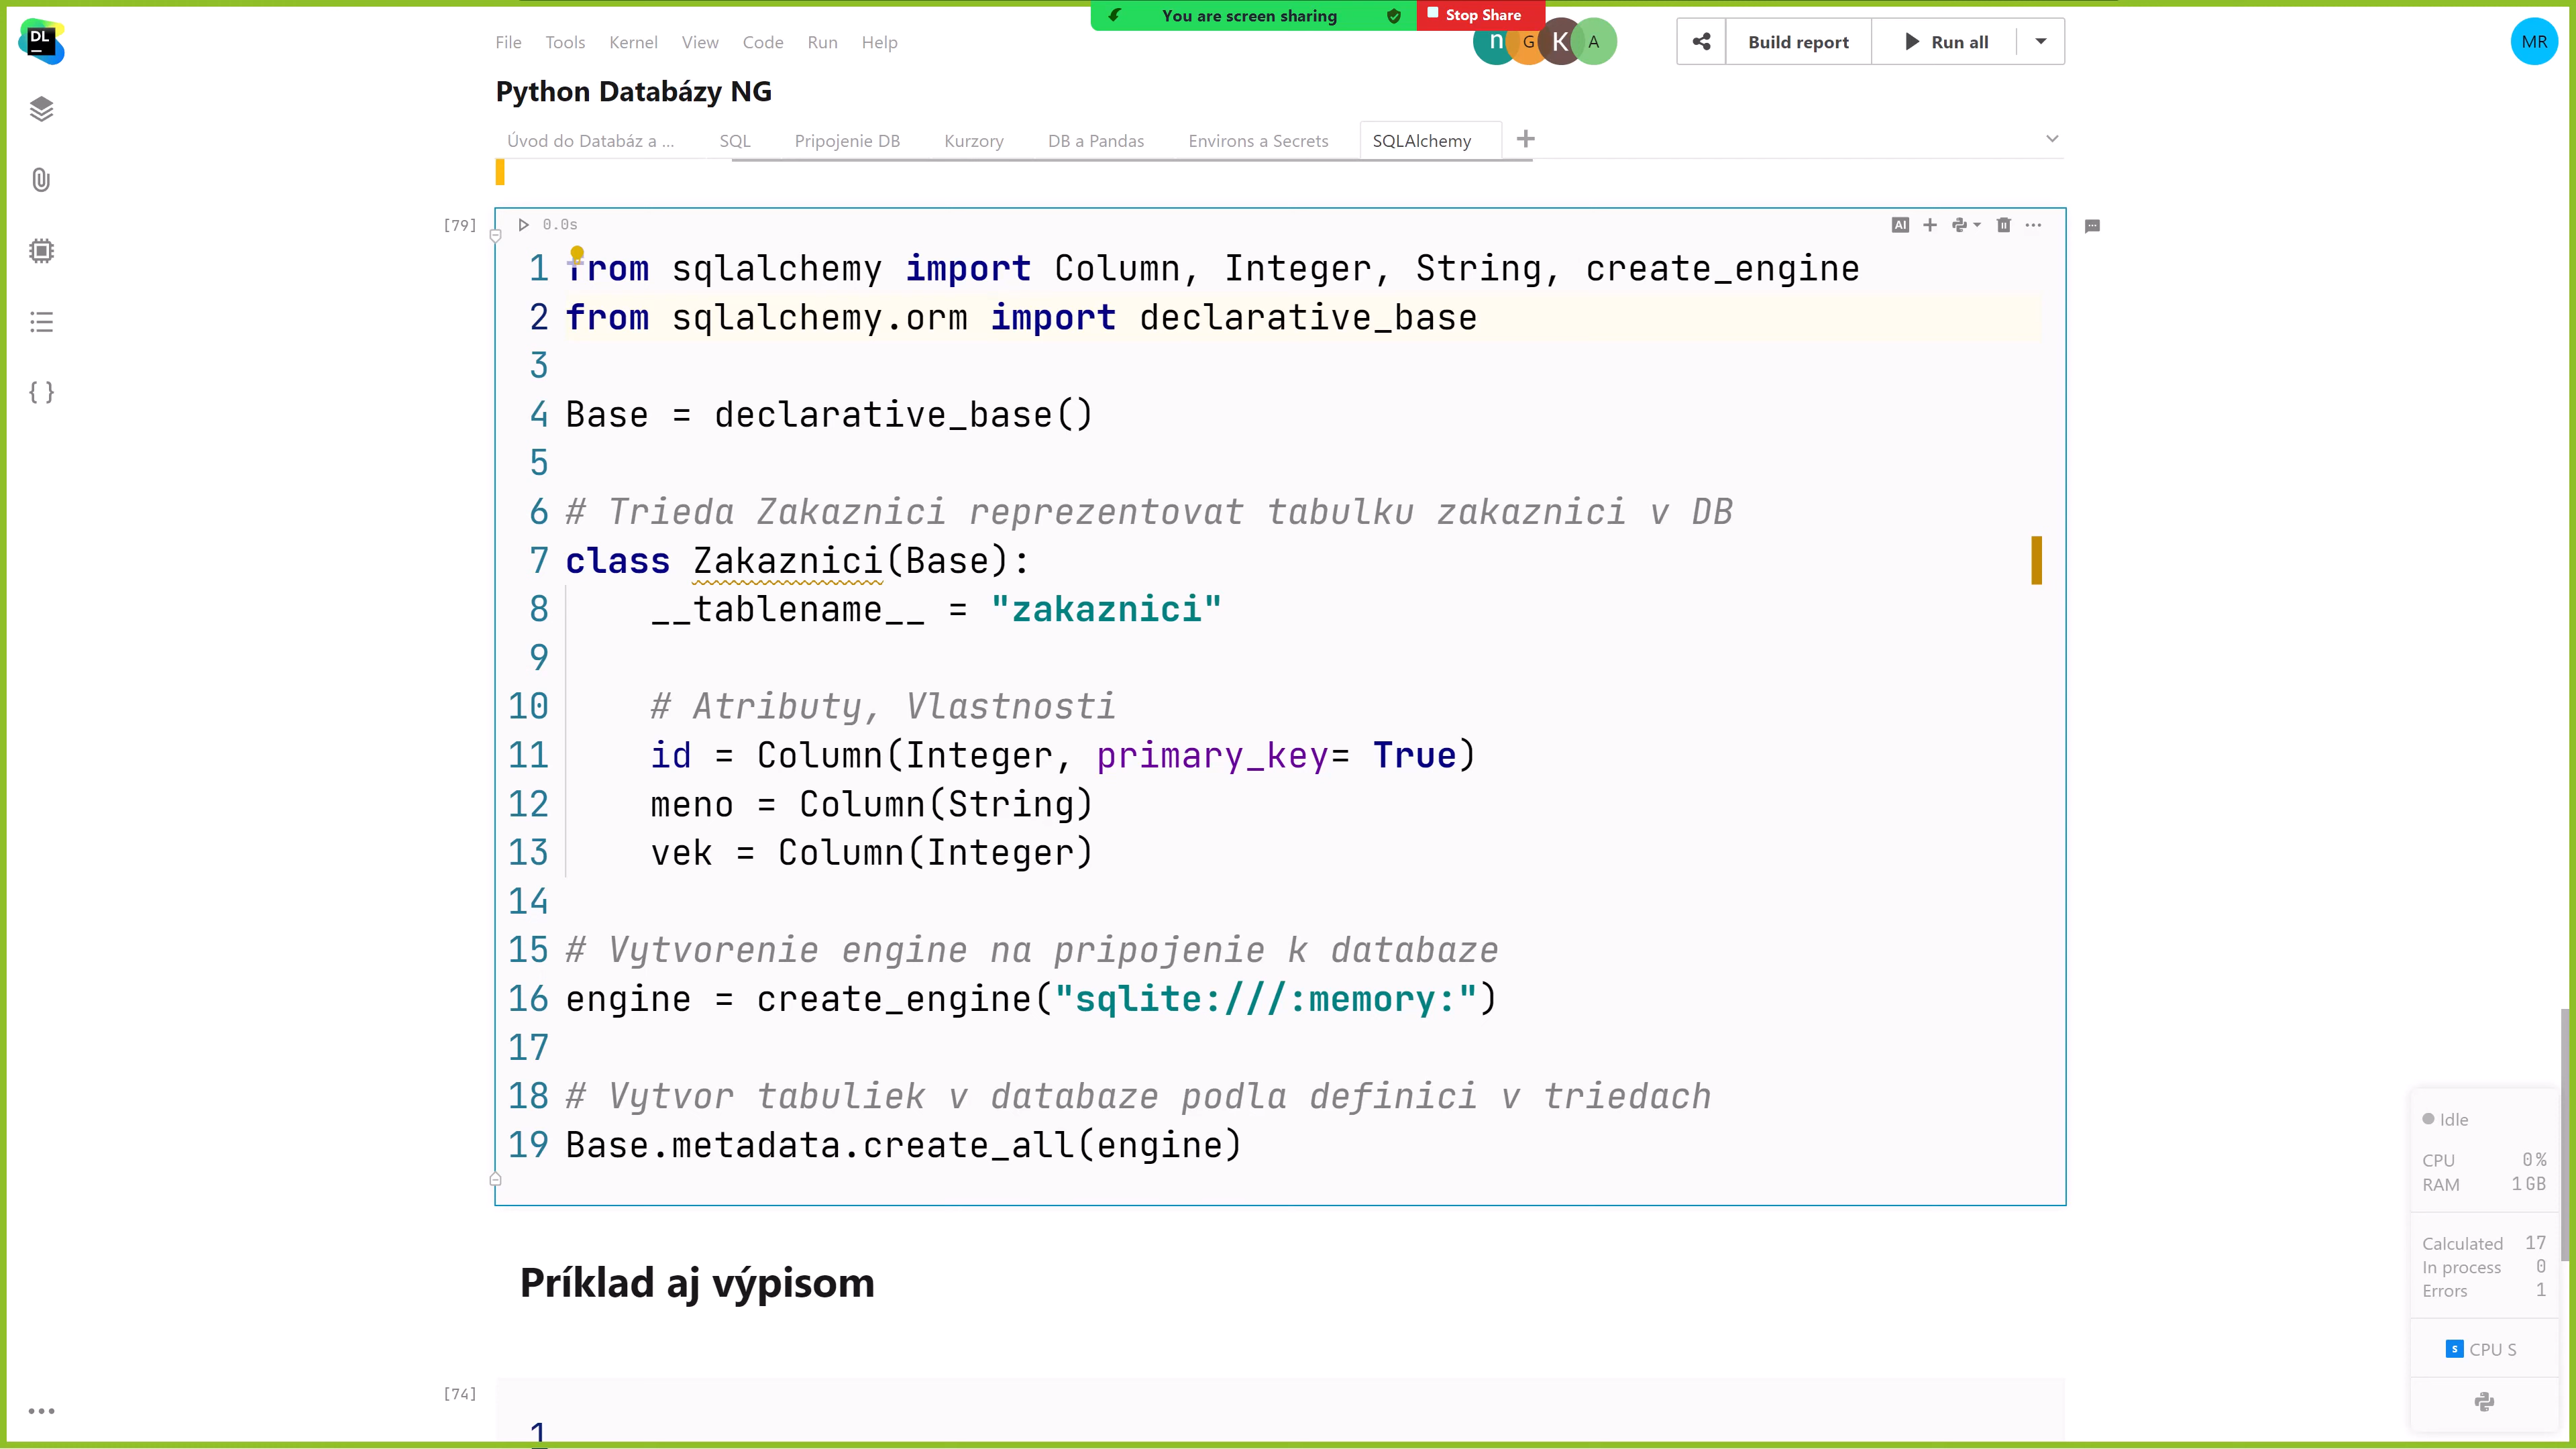 You are screen sharing
Stop Share
DL
File Tools Kernel View Code Run Help
n G K A
Build report
Run all
MR
Python Databázy NG
Úvod do Databáz a ... SQL Pripojenie DB Kurzory DB a Pandas Environs a Secrets SQLAlchemy
[79] 0.0s
AI
1 from sqlalchemy import Column, Integer, String, create_engine
2 from sqlalchemy.orm import declarative_base
3
4 Base = declarative_base()
5
6 # Trieda Zakaznici reprezentovat tabulku zakaznici v DB
7 class Zakaznici(Base):
8 __tablename__ = "zakaznici"
9
10 # Atributy, Vlastnosti
11 id = Column(Integer, primary_key= True)
12 meno = Column(String)
13 vek = Column(Integer)
14
15 # Vytvorenie engine na pripojenie k databaze
16 engine = create_engine("sqlite:///:memory:")
17
18 # Vytvor tabuliek v databaze podla definici v triedach
19 Base.metadata.create_all(engine)
Príklad aj výpisom
[74]
1
Idle
CPU 0%
RAM 1 GB
Calculated 17
In process 0
Errors 1
S CPU S